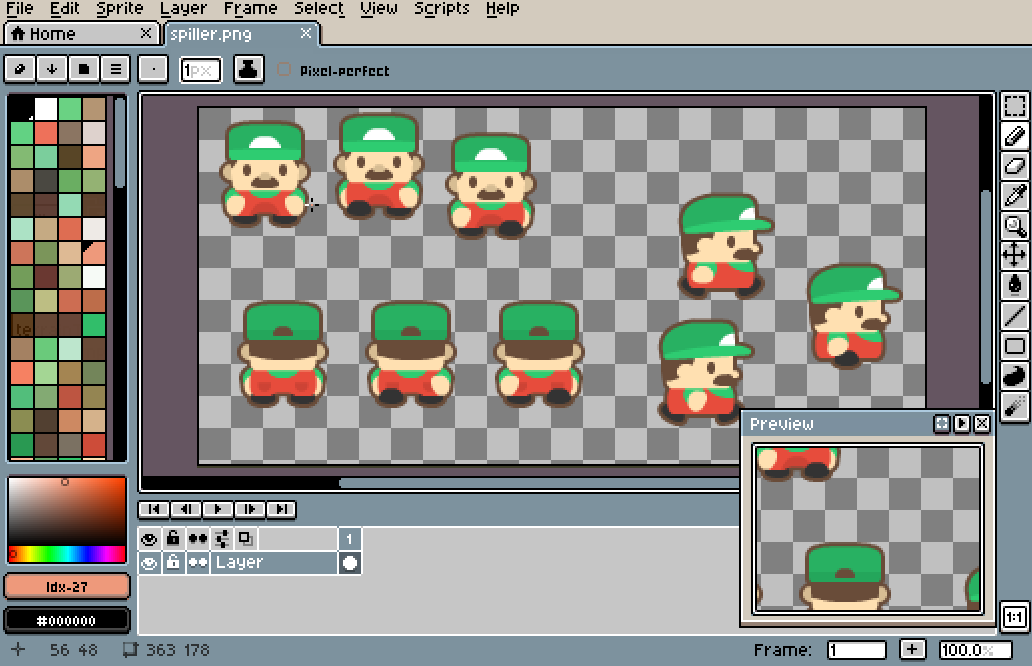 File Edit Sprite Layer Frame Select View Scripts Help
Home spiller.png
1px Pixel-perfect
te
Preview
1
Layer
Idx-27
#000000
1:1
56 48 363 178 Frame: 1 + 100.0%